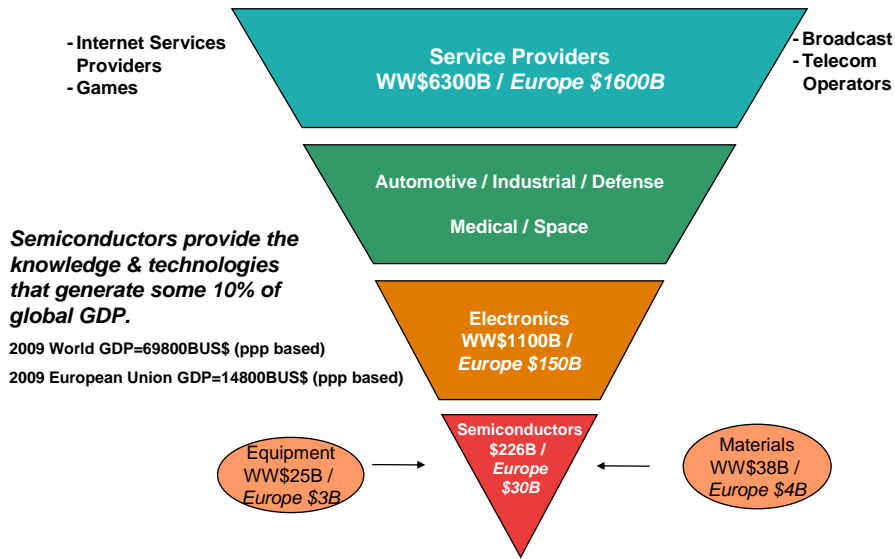 - Internet Services
Providers
- Games
Service Providers
WW$6300B / Europe $1600B
- Broadcast
- Telecom
Operators
Automotive / Industrial / Defense
Medical / Space
Semiconductors provide the
knowledge & technologies
that generate some 10% of
global GDP.
2009 World GDP=69800BUS$ (ppp based)
2009 European Union GDP=14800BUS$ (ppp based)
Electronics
WW$1100B /
Europe $150B
Equipment
WW$25B /
Europe $3B
Semiconductors
$226B /
Europe
$30B
Materials
WW$38B /
Europe $4B